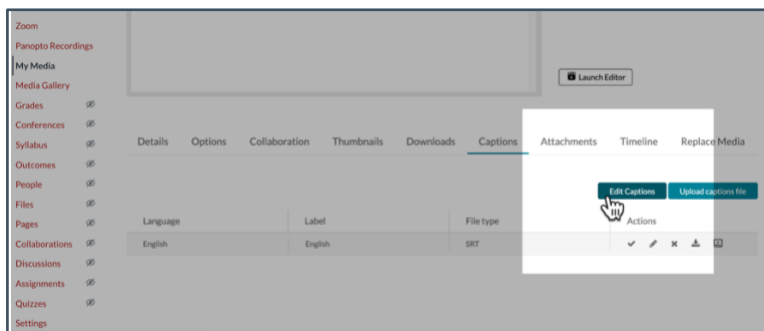 Zoom
Panopto Recordings
My Media
Media Gallery
Launch Editor
Grades
Conferences
Syllabus
Details Options Collaboration Thumbnails Downloads Captions Attachments Timeline Replace Media
Outcomes
People
Edit Captions Upload captions file
Files
Pages
Language Label File type Actions
Collaborations
English English SRT
Discussions
Assignments
Quizzes
Settings